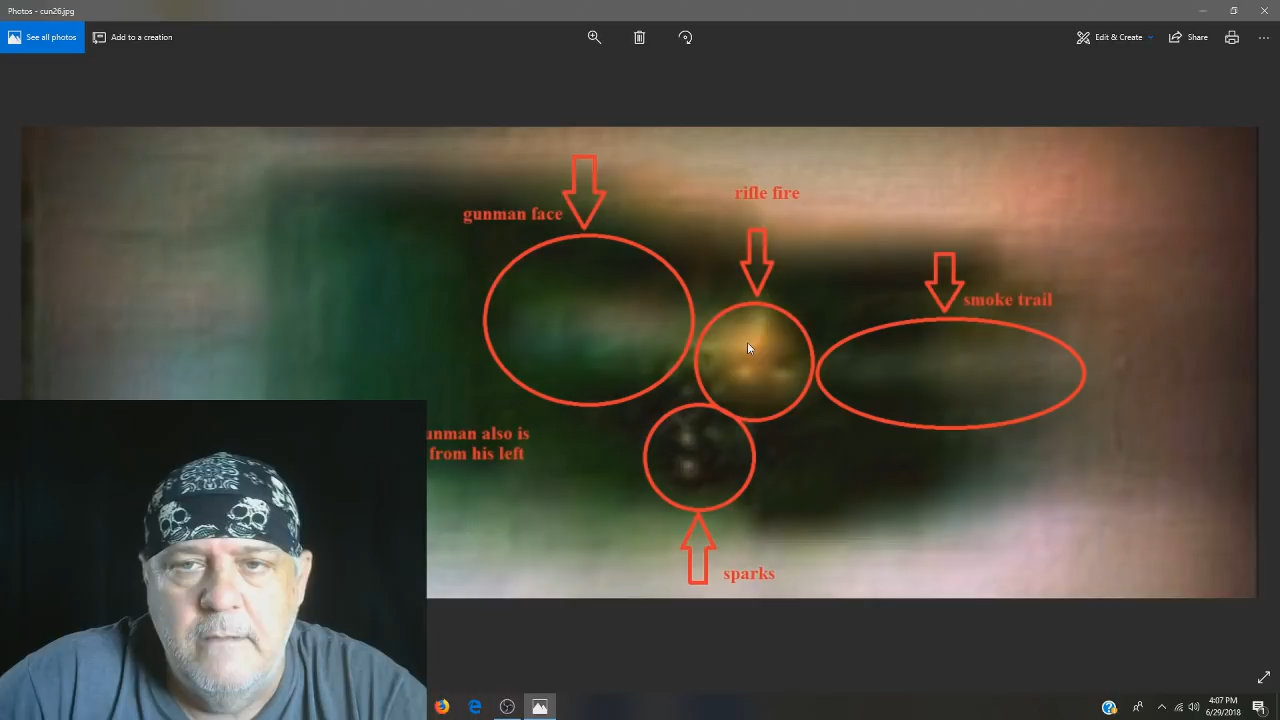 Photos - cun26.jpg
See all photos
Add to a creation
Edit & Create
Share
rifle fire
gunman face
smoke trail
unman also is
from his left
sparks
4:07 PM
6/29/2018